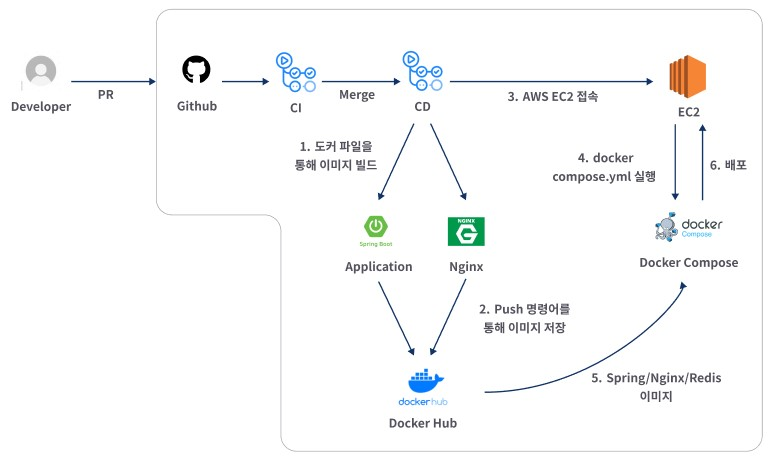 Developer
PR
Github
CI
Merge
CD
3. AWS EC2 접속
EC2
1. 도커 파일을
통해 이미지 빌드
4. docker
compose.yml 실행
6. 배포
Spring Boot
Application
NGINX
G
Nginx
docker
Compose
Docker Compose
2. Push 명령어를
통해 이미지 저장
docker hub
Docker Hub
5. Spring/Nginx/Redis
이미지